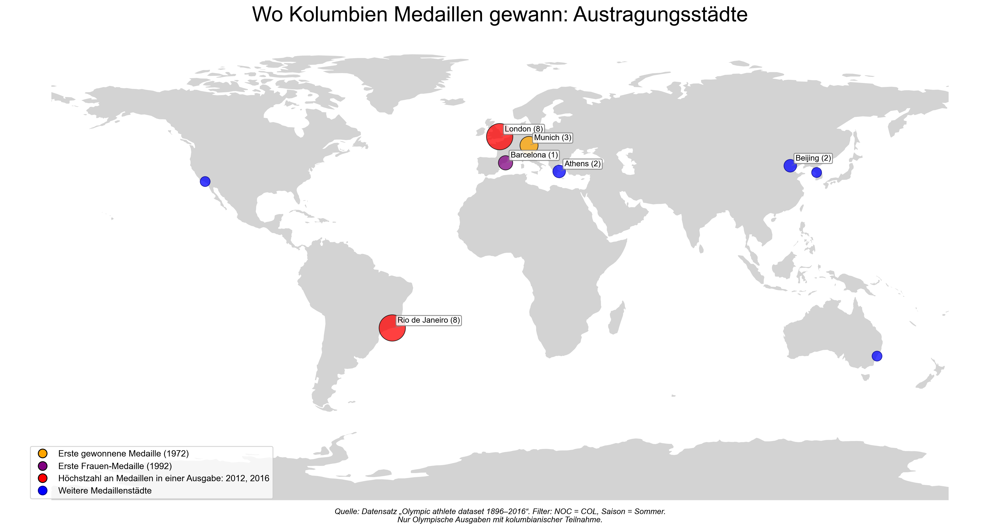 Wo Kolumbien Medaillen gewann: Austragungsstädte
London (8)
Munich (3)
Barcelona (1)
Athens (2)
Beijing (2)
Rio de Janeiro (8)
Erste gewonnene Medaille (1972)
Erste Frauen-Medaille (1992)
Höchstzahl an Medaillen in einer Ausgabe: 2012, 2016
Weitere Medaillenstädte
Quelle: Datensatz „Olympic athlete dataset 1896–2016“. Filter: NOC = COL, Saison = Sommer.
Nur Olympische Ausgaben mit kolumbianischer Teilnahme.